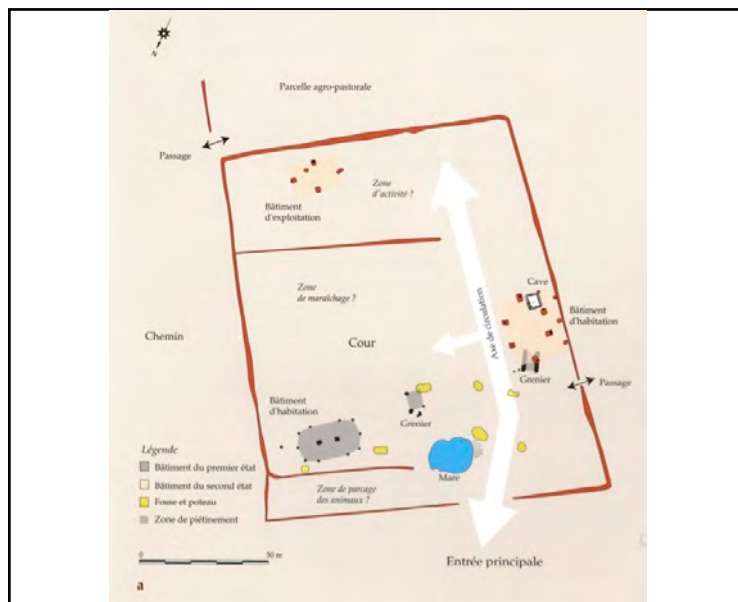 N
Parcelle agro-pastorale
Passage
Zone
d'activité ?
Bâtiment
d'exploitation
Zone
de maraîchage ?
Cave
Bâtiment
d'habitation
Chemin
Cour
Axe de circulation
Grenier
Passage
Bâtiment
d'habitation
Grenier
Légende
Bâtiment du premier état
Bâtiment du second état
Fosse et poteau
Zone de piétinement
Mare
Zone de parcage
des animaux ?
0 50 m
Entrée principale
a